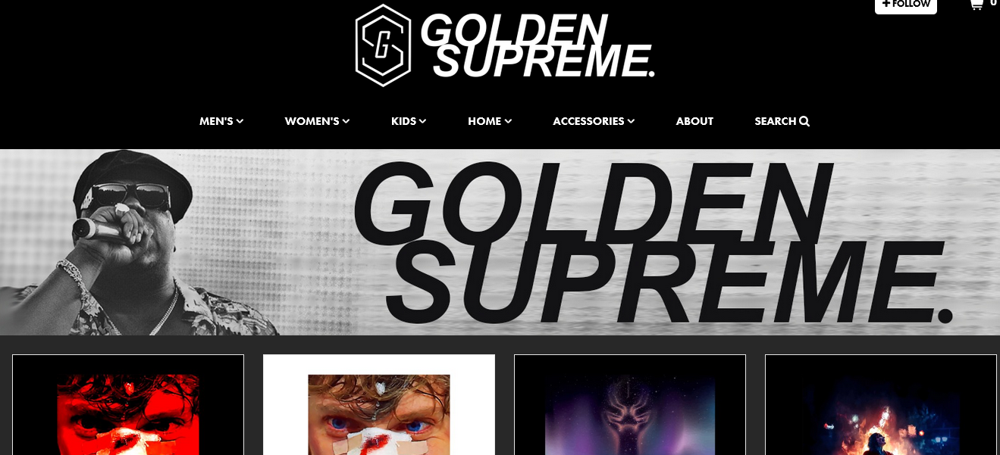 + FOLLOW
0
G
GOLDEN
SUPREME.
MEN'S
WOMEN'S
KIDS
HOME
ACCESSORIES
ABOUT
SEARCH
GOLDEN
SUPREME.